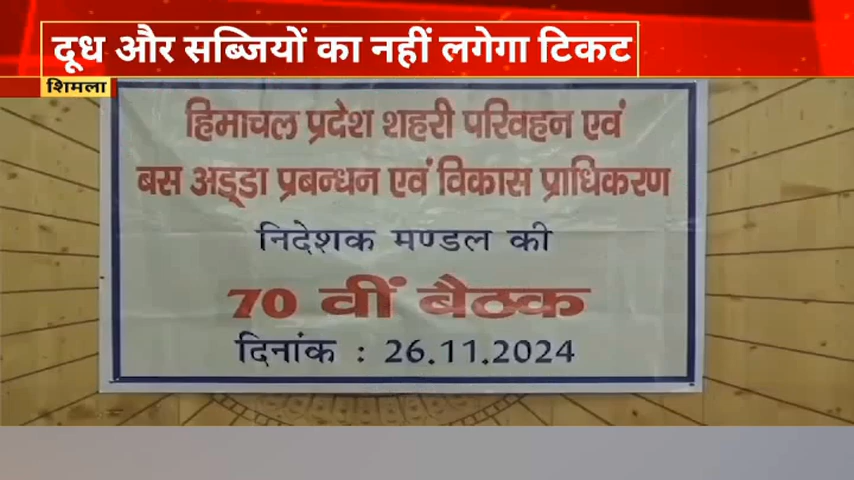 दूध और सब्जियों का नहीं लगेगा टिकट
शिमला
हिमाचल प्रदेश शहरी परिवहन एवं
बस अड्डा प्रबन्धन एवं विकास प्राधिकरण
निदेशक मण्डल की
70 वीं बैठक
दिनांक : 26.11.2024